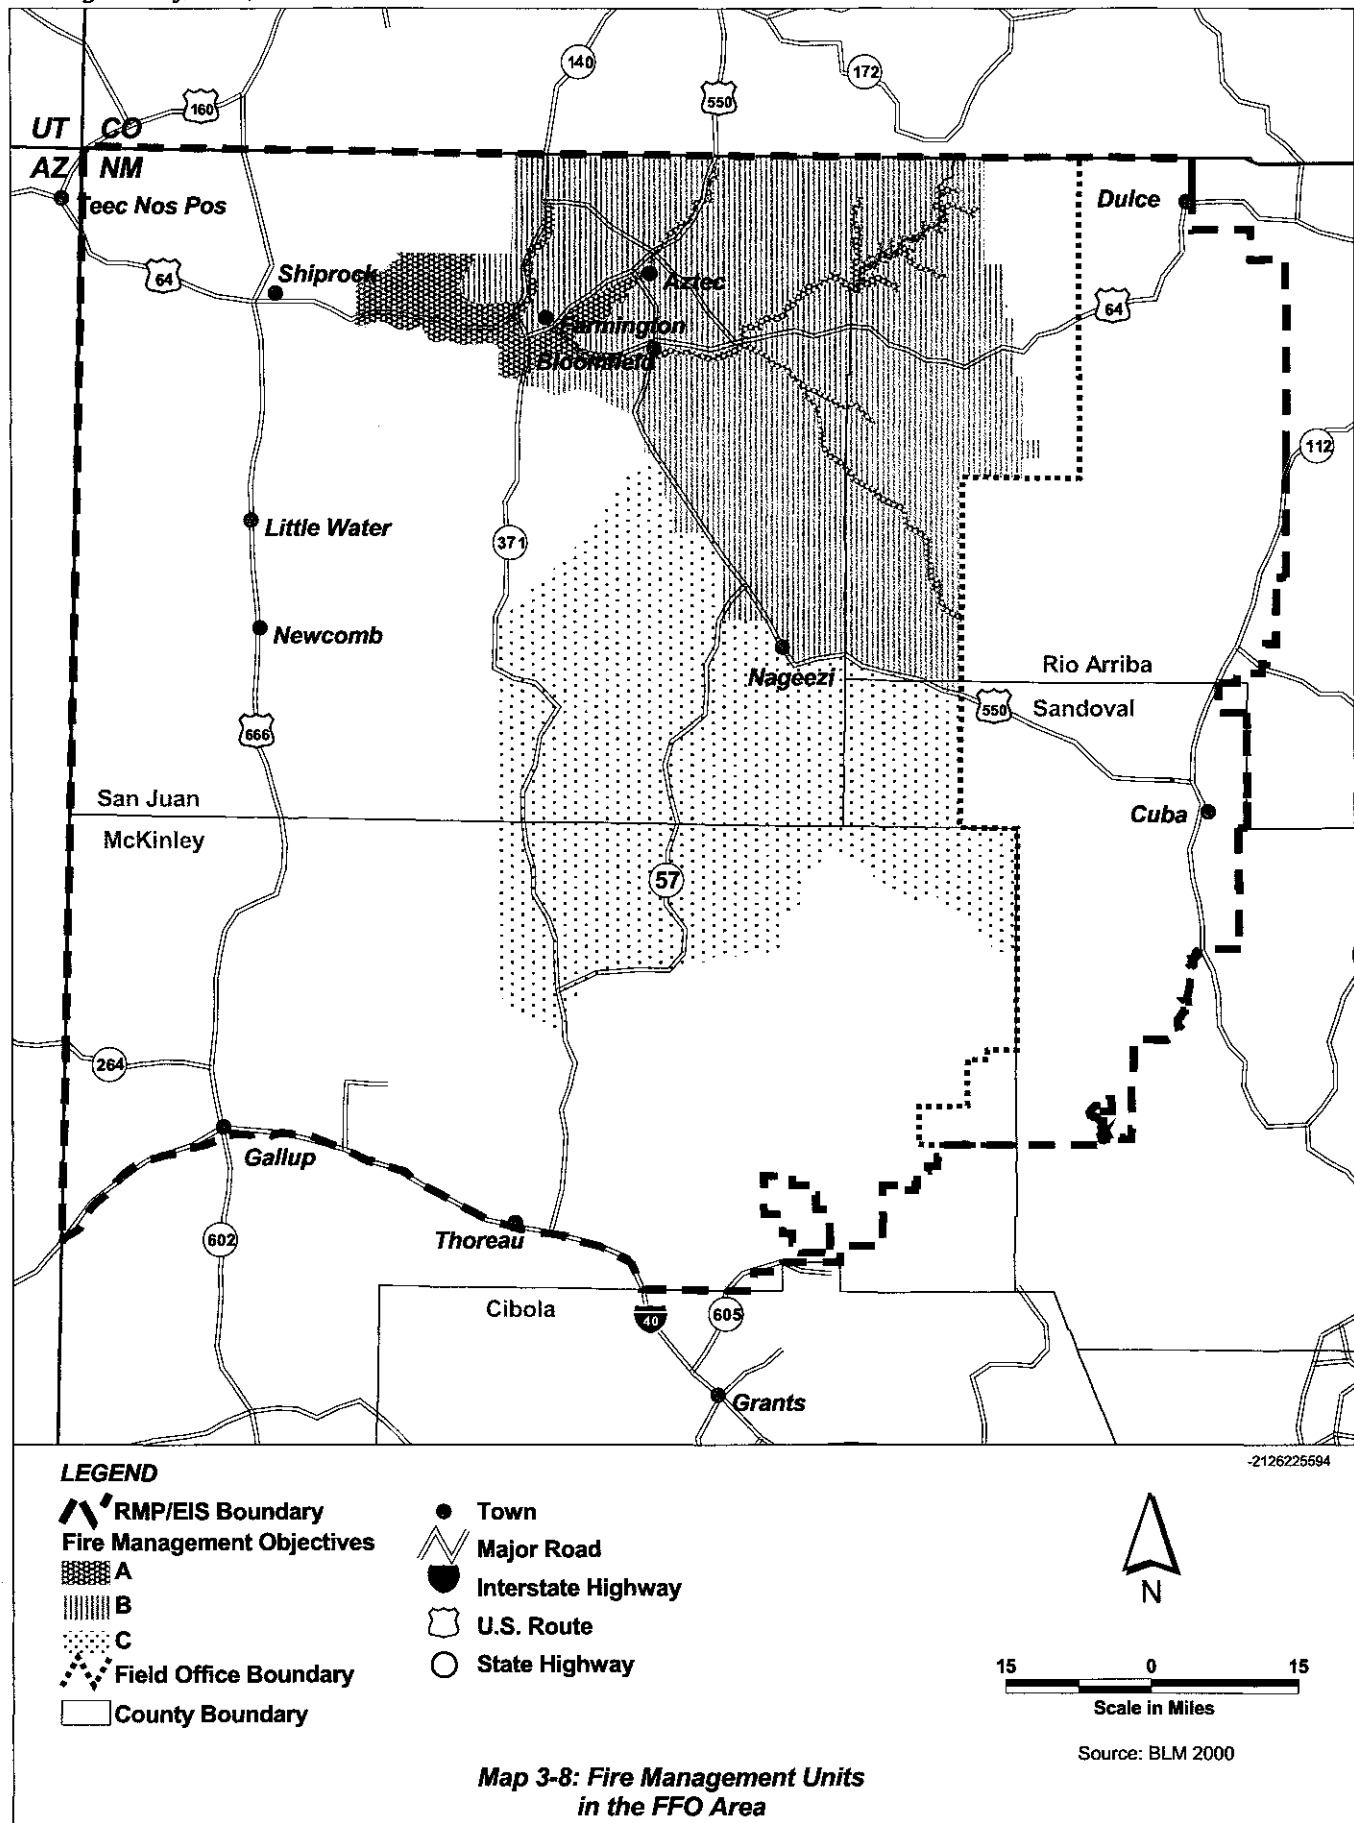 140
172
550
160
UT CO
AZ NM
Teec Nos Pos
Dulce
Shiprock
64
Aztec
64
Farmington
Bloomfield
112
Little Water
371
Newcomb
Nageezi
Rio Arriba
550
Sandoval
666
San Juan
Cuba
McKinley
57
264
Gallup
Thoreau
602
Cibola
40
605
Grants
-2126225594
LEGEND
RMP/EIS Boundary
Fire Management Objectives
A
B
C
Field Office Boundary
County Boundary
Town
Major Road
Interstate Highway
U.S. Route
State Highway
N
15 0 15
Scale in Miles
Source: BLM 2000
Map 3-8: Fire Management Units
in the FFO Area